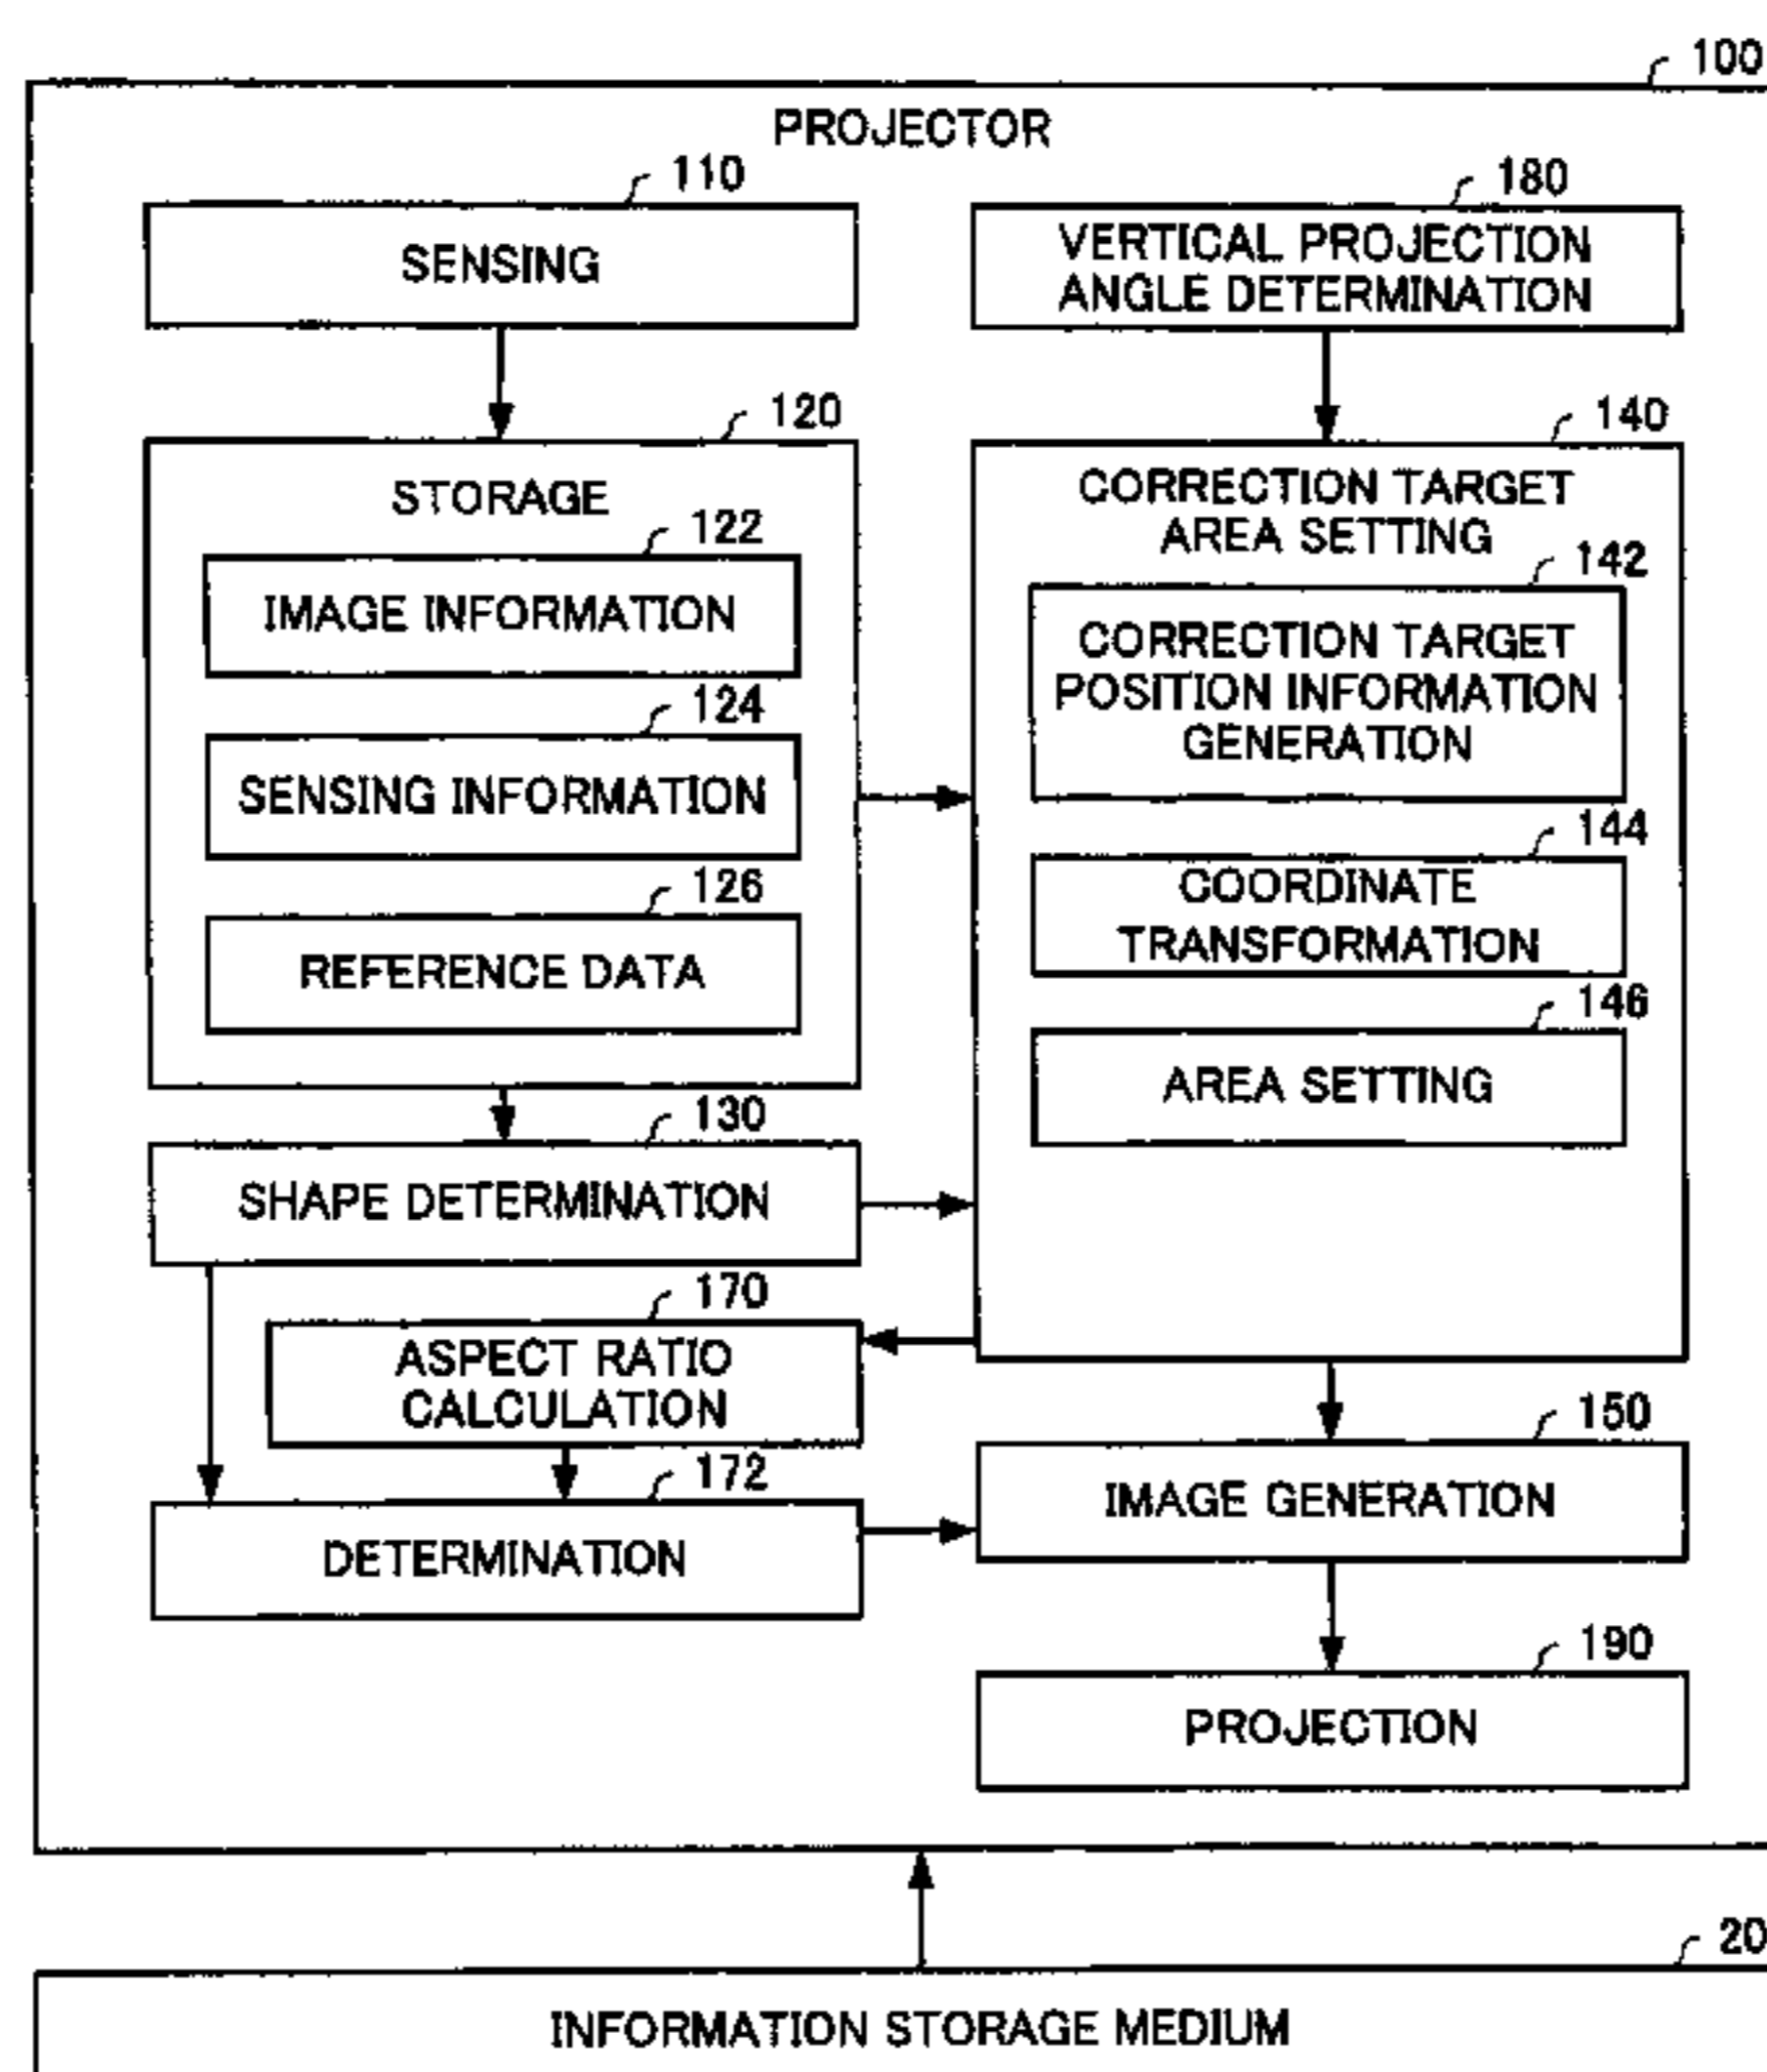 100
PROJECTOR
110
SENSING
180
VERTICAL PROJECTION
ANGLE DETERMINATION
120
STORAGE
122
IMAGE INFORMATION
124
SENSING INFORMATION
126
REFERENCE DATA
140
CORRECTION TARGET
AREA SETTING
142
CORRECTION TARGET
POSITION INFORMATION
GENERATION
144
COORDINATE
TRANSFORMATION
146
AREA SETTING
130
SHAPE DETERMINATION
170
ASPECT RATIO
CALCULATION
172
DETERMINATION
150
IMAGE GENERATION
190
PROJECTION
20
INFORMATION STORAGE MEDIUM